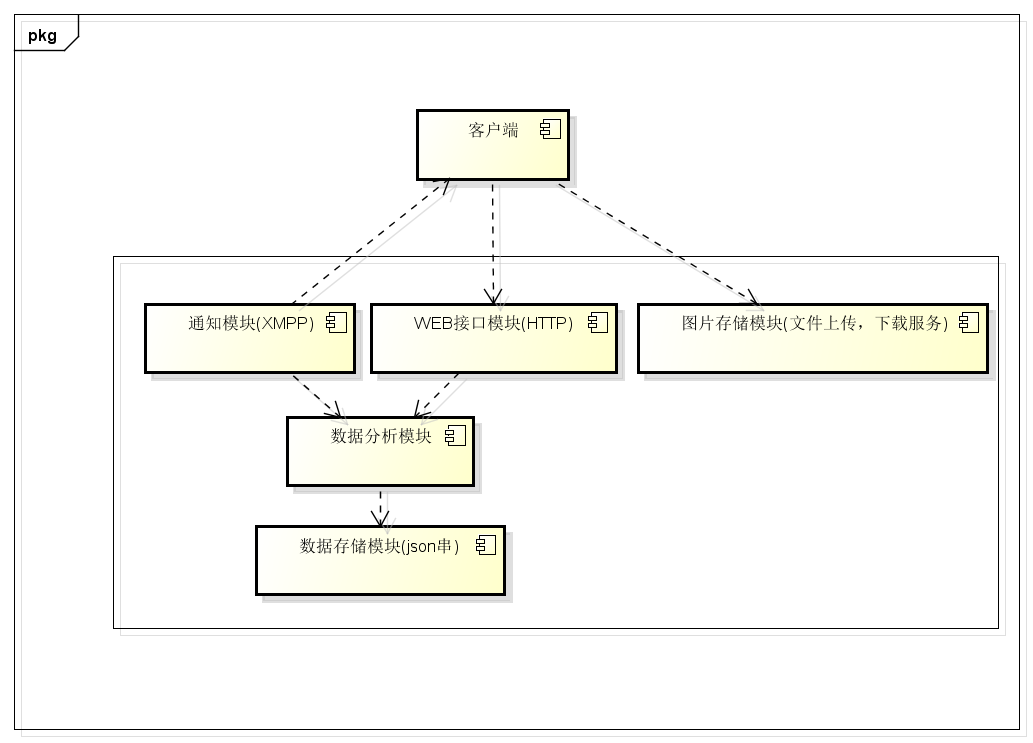 pkg
客户端
通知模块(XMPP)
WEB接口模块(HTTP)
图片存储模块(文件上传，下载服务)
数据分析模块
数据存储模块(json串)